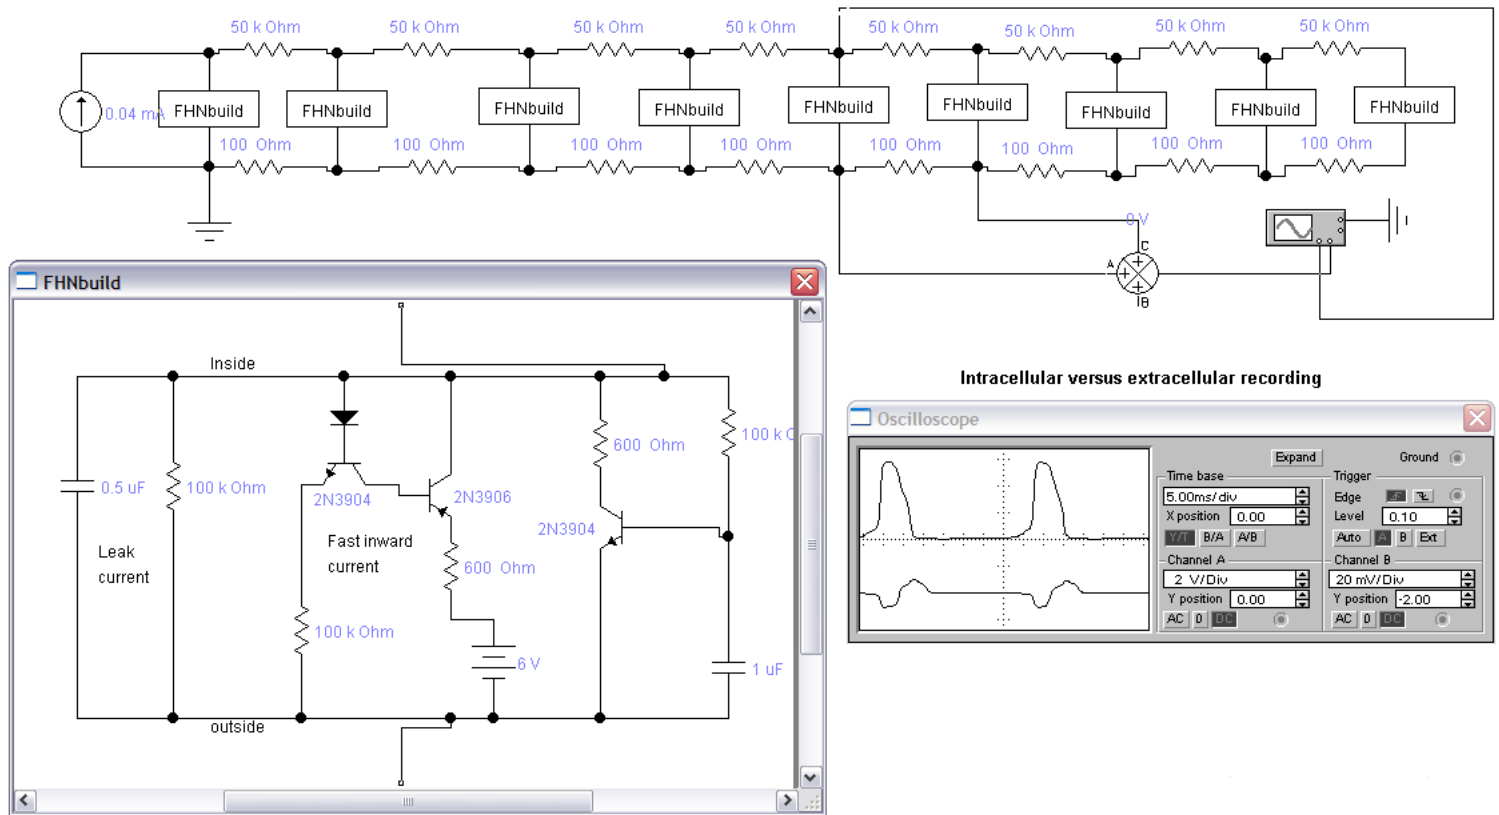 50 k Ohm 50 k Ohm 50 k Ohm 50 k Ohm 50 k Ohm 50 k Ohm 50 k Ohm 50 k Ohm
0.04 mA FHNbuild FHNbuild FHNbuild FHNbuild FHNbuild FHNbuild FHNbuild FHNbuild FHNbuild
100 Ohm 100 Ohm 100 Ohm 100 Ohm 100 Ohm 100 Ohm 100 Ohm 100 Ohm
0 V
C
A
B
FHNbuild
Inside
600 Ohm
100 k O
0.5 uF
100 k Ohm
2N3904
2N3906
2N3904
Leak
current
Fast inward
current
600 Ohm
100 k Ohm
6 V
1 uF
outside
Intracellular versus extracellular recording
Oscilloscope
Expand
Ground
Time base
Trigger
5.00ms/div
Edge
X position 0.00
Level 0.10
Y/T B/A A/B
Auto A B Ext
Channel A
Channel B
2 V/Div
20 mV/Div
Y position 0.00
Y position -2.00
AC 0 DC
AC 0 DC